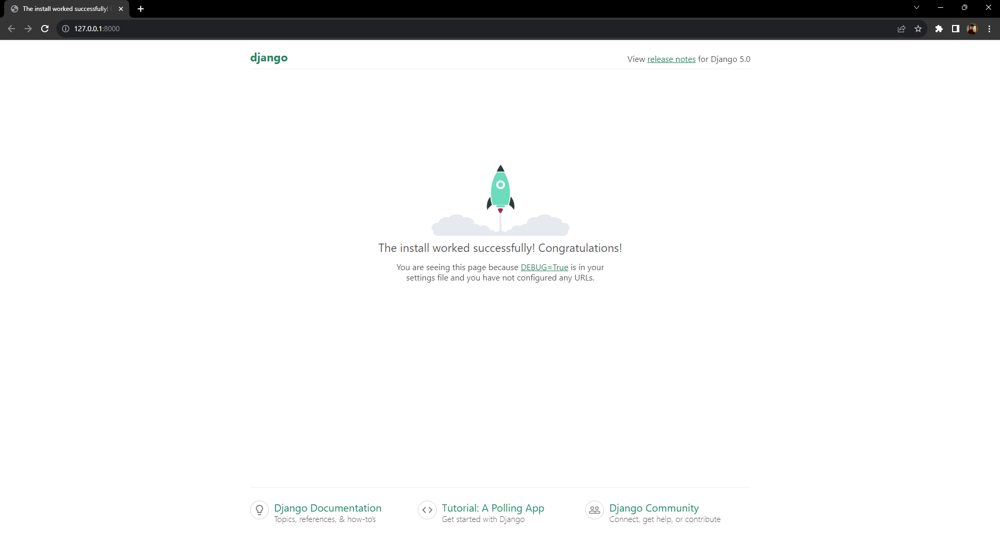 The install worked successfully!
127.0.0.1:8000
django
View release notes for Django 5.0
The install worked successfully! Congratulations!
You are seeing this page because DEBUG=True is in your
settings file and you have not configured any URLs.
Django Documentation
Topics, references, & how-to's
Tutorial: A Polling App
Get started with Django
Django Community
Connect, get help, or contribute